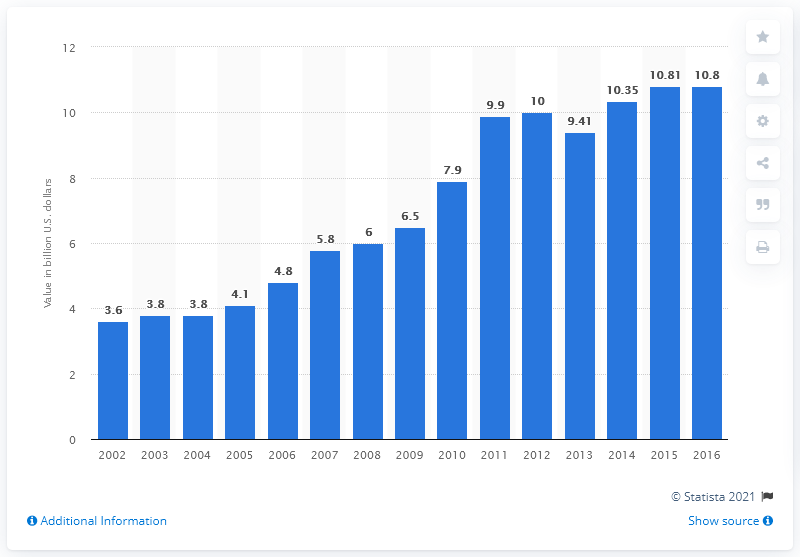 12
10
8
6
4
2
0
Value in billion U.S. dollars
3.6 3.8 3.8 4.1 4.8 5.8 6 6.5 7.9 9.9 10 9.41 10.35 10.81 10.8
2002 2003 2004 2005 2006 2007 2008 2009 2010 2011 2012 2013 2014 2015 2016
© Statista 2021
Additional Information
Show source